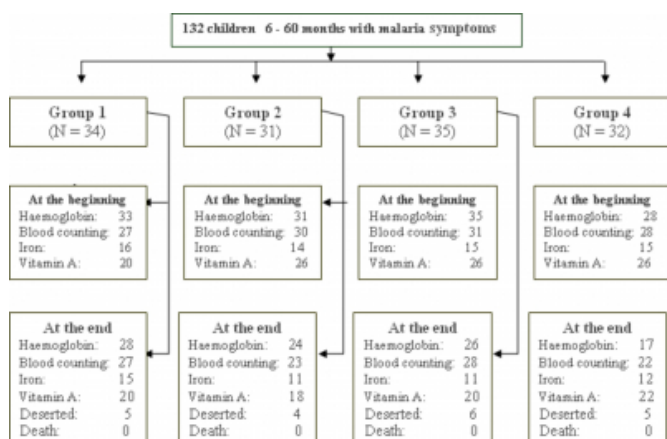 132 children 6 - 60 months with malaria symptoms
Group 1
(N = 34)
Group 2
(N = 31)
Group 3
(N = 35)
Group 4
(N = 32)
At the beginning
Haemoglobin: 33
Blood counting: 27
Iron: 16
Vitamin A: 20
At the beginning
Haemoglobin: 31
Blood counting: 30
Iron: 14
Vitamin A: 26
At the beginning
Haemoglobin: 35
Blood counting: 31
Iron: 15
Vitamin A: 26
At the beginning
Haemoglobin: 28
Blood counting: 28
Iron: 15
Vitamin A: 26
At the end
Haemoglobin: 28
Blood counting: 27
Iron: 15
Vitamin A: 20
Deserted: 5
Death: 0
At the end
Haemoglobin: 24
Blood counting: 23
Iron: 11
Vitamin A: 18
Deserted: 4
Death: 0
At the end
Haemoglobin: 26
Blood counting: 28
Iron: 11
Vitamin A: 20
Deserted: 6
Death: 0
At the end
Haemoglobin: 17
Blood counting: 22
Iron: 12
Vitamin A: 22
Deserted: 5
Death: 0